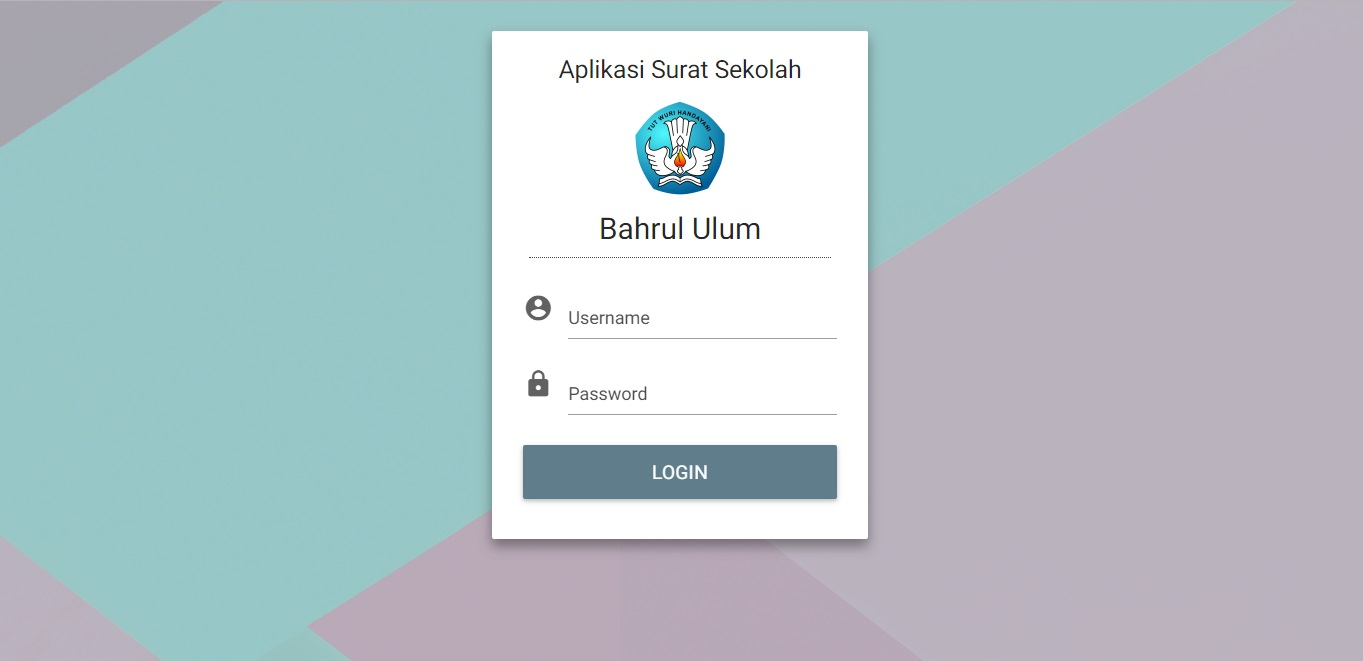 Aplikasi Surat Sekolah
TUT WURI HANDAYANI
Bahrul Ulum
Username
Password
LOGIN